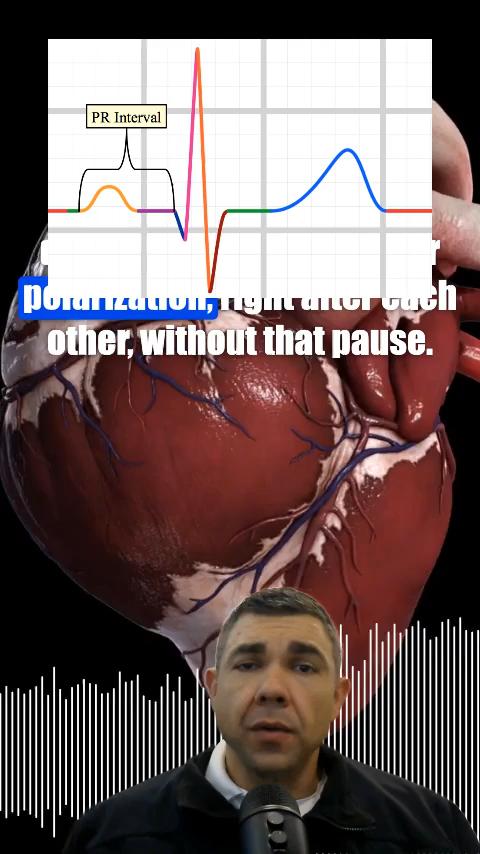 PR Interval
polarization, right after each
other, without that pause.